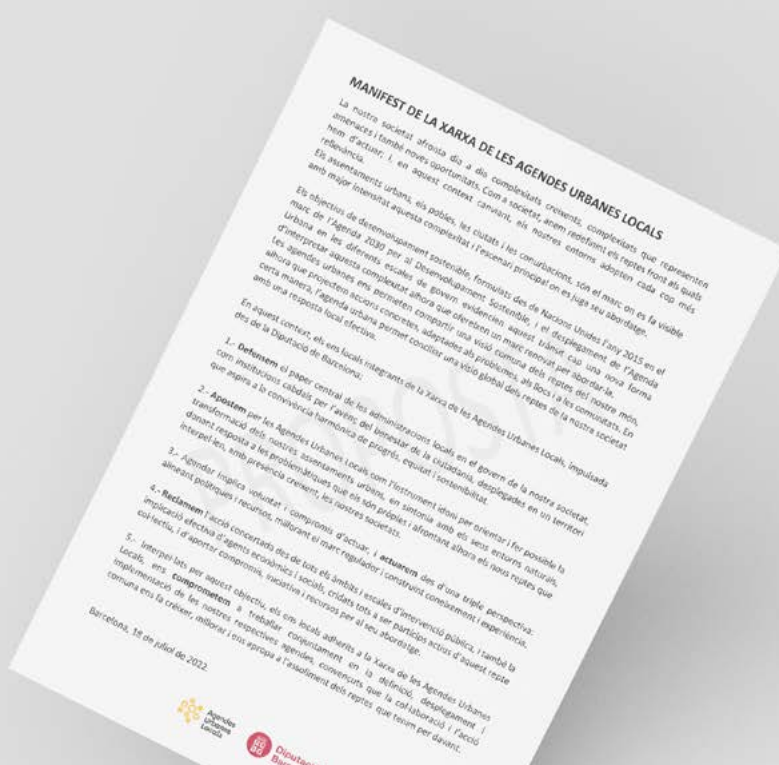 MANIFEST DE LA XARXA DE LES AGENDES URBANES LOCALS
La nostra societat afronta dia a dia complexitats creixents, complexitats que representen
amenaces i també noves oportunitats. Com a societat, anem redefinint els reptes front als quals
hem d'actuar; i, en aquest context canviant, els nostres entorns adopten cada cop més
rellevància.
Els assentaments urbans, els pobles, les ciutats i les conurbacions, són el marc on es fa visible
amb major intensitat aquesta complexitat i l'escenari principal on es juga seu abordatge.
Els objectius de desenvolupament sostenible, formulats des de Nacions Unides l'any 2015 en el
marc de l'Agenda 2030 per al Desenvolupament Sostenible, i el desplegament de l'Agenda
Urbana en les diferents escales de govern evidencien aquest trànsit cap una nova forma
d'interpretar aquesta complexitat alhora que ofereixen un marc renovat per abordar-la.
Les agendes urbanes ens permeten compartir una visió comuna dels reptes del nostre món,
alhora que projectem accions concretes, adaptades als problemes, als llocs i a les comunitats. En
certa manera, l'agenda urbana permet conciliar una visió global dels reptes de la nostra societat
amb una resposta local efectiva.
En aquest context, els ens locals integrants de la Xarxa de les Agendes Urbanes Locals, impulsada
des de la Diputació de Barcelona:
1.- Defensem el paper central de les administracions locals en el govern de la nostra societat,
com institucions cabdals per l'avenç del benestar de la ciutadania, desplegades en un territori
que aspira a la convivència harmònica de progrés, equitat i sostenibilitat.
2.- Apostem per les Agendes Urbanes Locals com l'instrument idoni per orientar i fer possible la
transformació dels nostres assentaments urbans, en sintonia amb els seus entorns naturals,
donant resposta a les problemàtiques que els són pròpies i afrontant alhora els nous reptes que
interpel·len, amb presència creixent, les nostres societats.
3.- Agendar implica voluntat i compromís d'actuar, i actuarem des d'una triple perspectiva:
alineant polítiques i recursos, millorant el marc regulador i construint coneixement i experiència.
4.- Reclamem l'acció concertada des de tots els àmbits i escales d'intervenció pública, i també la
implicació efectiva d'agents econòmics i socials, cridats tots a ser partícips actius d'aquest repte
col·lectiu, i d'aportar compromís, iniciativa i recursos per al seu abordatge.
5.- Interpel·lats per aquest objectiu, els ens locals adherits a la Xarxa de les Agendes Urbanes
Locals, ens comprometem a treballar conjuntament en la definició, desplegament i
implementació de les nostres respectives agendes, convençuts que la col·laboració i l'acció
comuna ens fa créixer, millorar i ens apropa a l'assoliment dels reptes que tenim per davant.
Barcelona, 18 de juliol de 2022.
PROPOSTA
Agendes
Urbanes
Locals